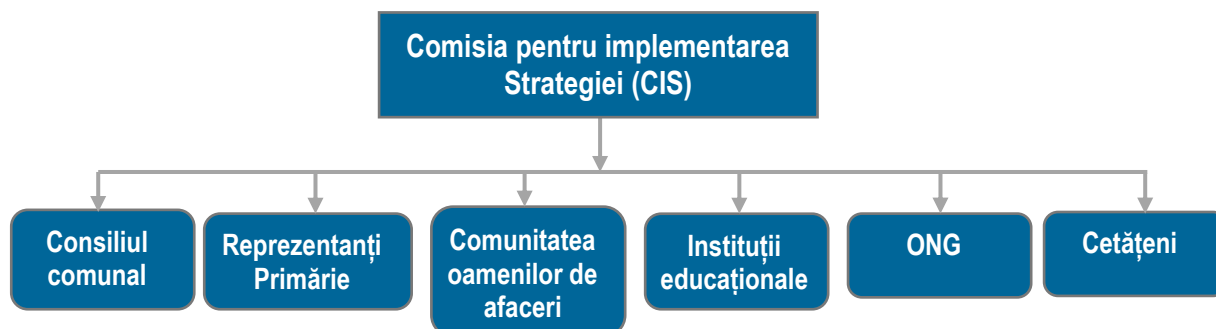 Comisia pentru implementarea
Strategiei (CIS)
Consiliul
comunal
Reprezentanți
Primărie
Comunitatea
oamenilor de
afaceri
Instituții
educaționale
ONG
Cetățeni